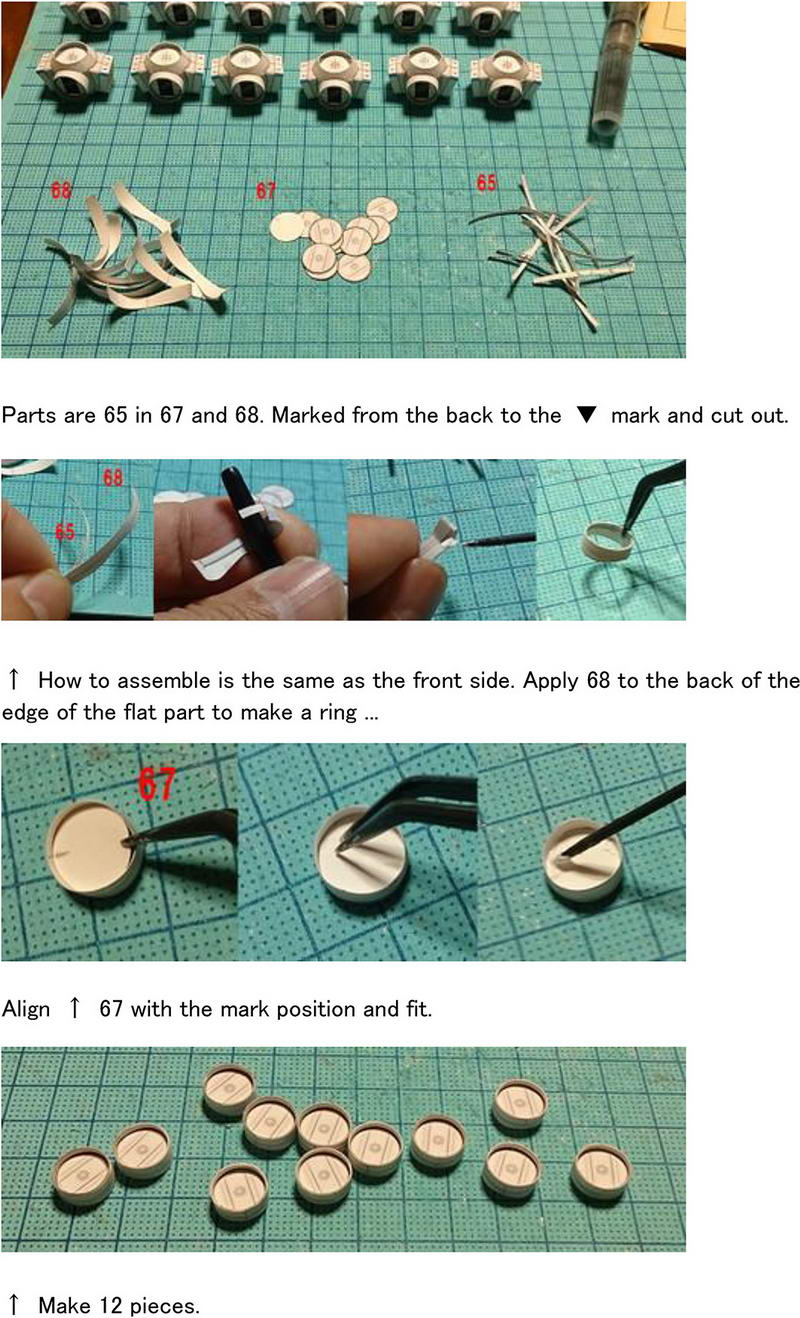 68
67
65
Parts are 65 in 67 and 68. Marked from the back to the ▼ mark and cut out.
68
65
↑ How to assemble is the same as the front side. Apply 68 to the back of the
edge of the flat part to make a ring ...
67
Align ↑ 67 with the mark position and fit.
↑ Make 12 pieces.